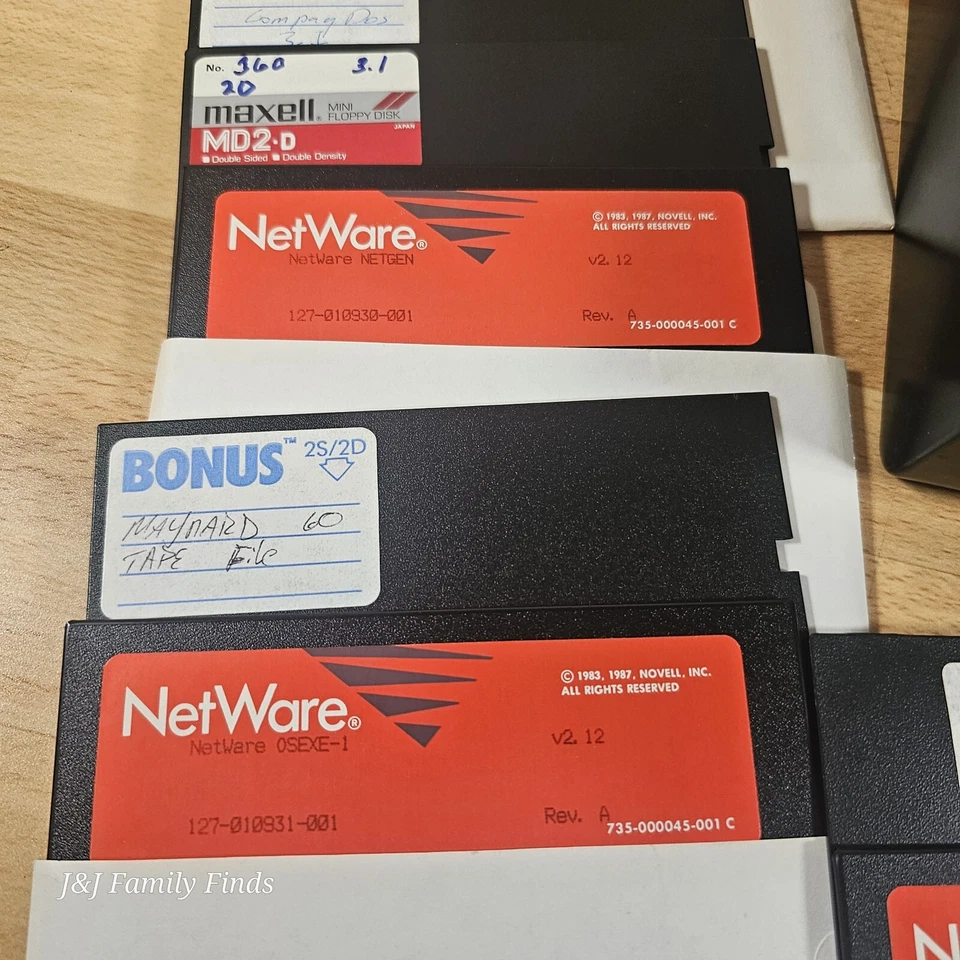 Compaq Dos
No. 360 3.1
20
maxell® MINI FLOPPY DISK
JAPAN
MD2-D
Double Sided Double Density
NetWare®
© 1983, 1987, NOVELL, INC.
ALL RIGHTS RESERVED
NetWare NETGEN v2.12
127-010930-001 Rev. A
735-000045-001 C
BONUS™ 2S/2D
MAYNARD 60
TAPE File
NetWare®
© 1983, 1987, NOVELL, INC.
ALL RIGHTS RESERVED
NetWare OSEXE-1 v2.12
127-010931-001 Rev. A
735-000045-001 C
J&J Family Finds